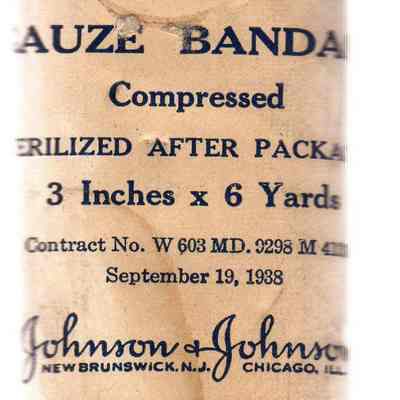 AUZE BANDA
Compressed
ERILIZED AFTER PACKA
3 Inches x 6 Yards
Contract No. W 603 MD. 9298 M
September 19, 1938
Johnson & Johnson
NEW BRUNSWICK, N.J. CHICAGO, ILL.